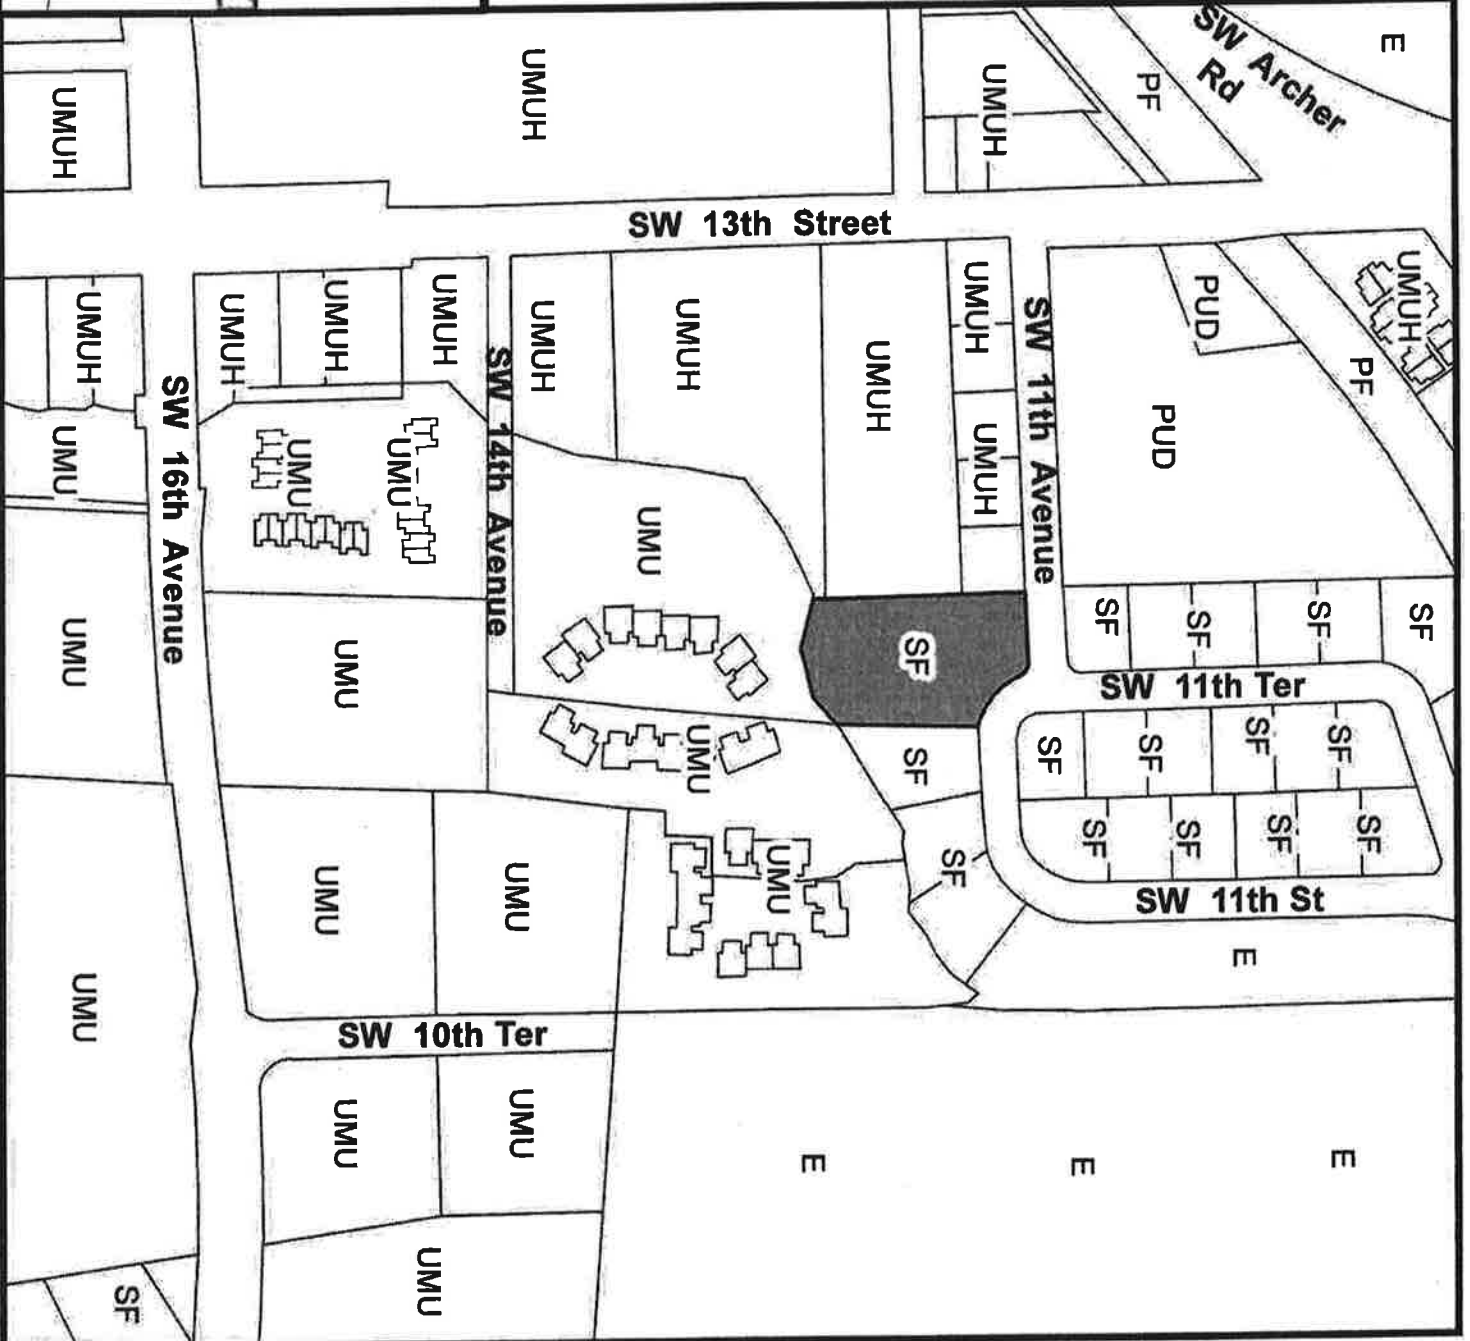 SW Archer
Rd
E
PF
UMUH
UMUH
UMUH
SW 13th Street
UMUH
PUD
PF
PUD
UMUH
UMUH
UMUH
UMUH
UMUH
UMUH
UMUH
UMUH
UMUH
SW 11th Avenue
SW 14th Avenue
SW 16th Avenue
UMU
UMU
UMU
UMU
SF
SF
SF
SF
SF
UMU
UMU
SW 11th Ter
SF
SF
SF
SF
SF
UMU
SF
SF
SF
SF
SF
UMU
UMU
UMU
SW 11th St
E
UMU
SW 10th Ter
UMU
UMU
E
E
E
UMU
SF